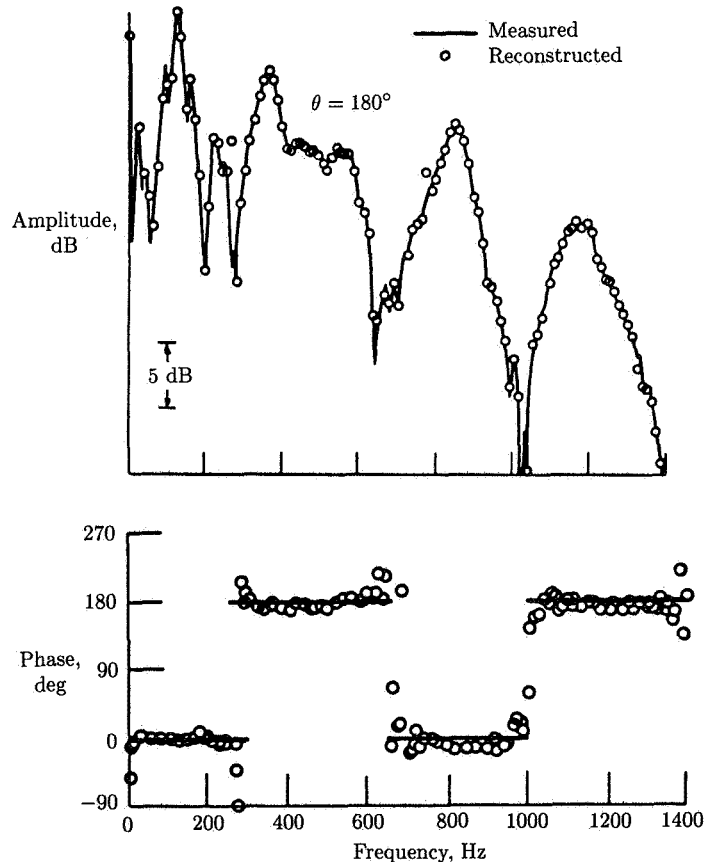 Measured
Reconstructed
θ = 180°
Amplitude,
dB
5 dB
270
180
90
0
−90
Phase,
deg
0
200
400
600
800
1000
1200
1400
Frequency, Hz